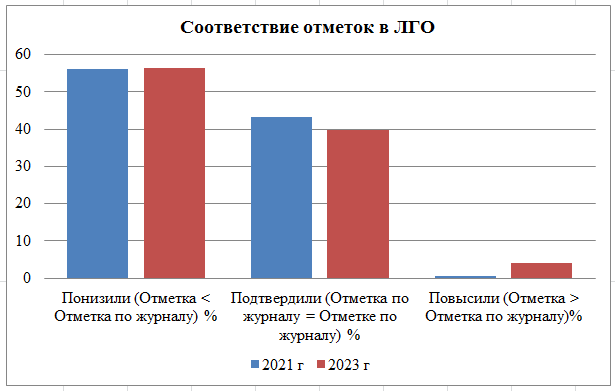 Соответствие отметок в ЛГО
60
50
40
30
20
10
0
Понизили (Отметка <
Отметка по журналу) %
Подтвердили (Отметка по
журналу = Отметке по
журналу) %
Повысили (Отметка >
Отметка по журналу)%
2021 г
2023 г